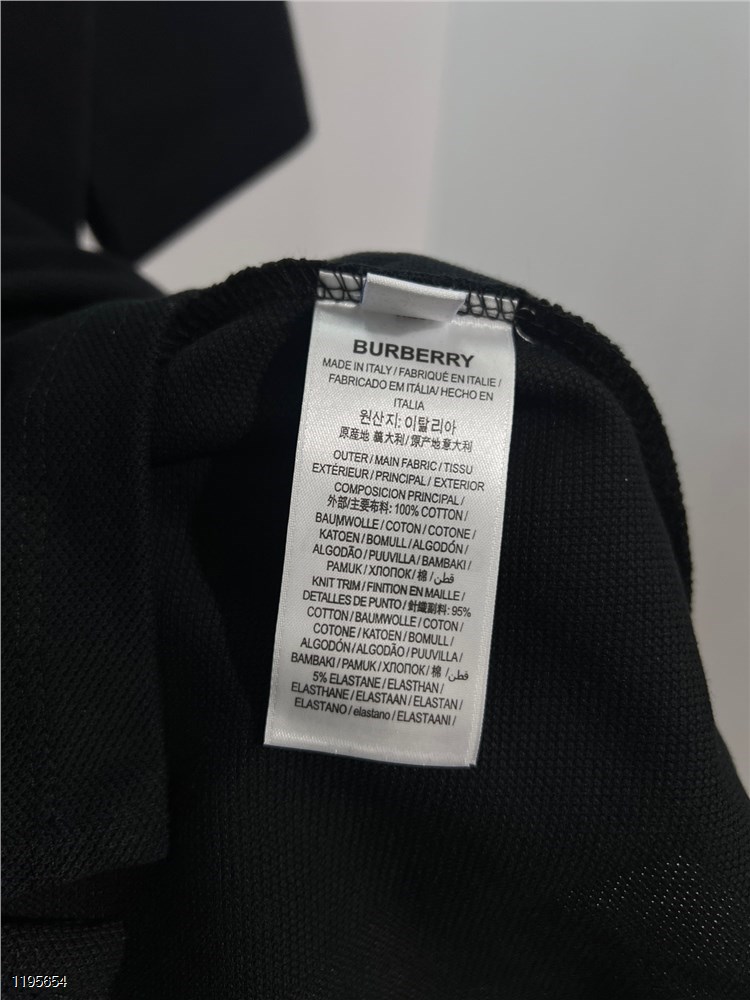 BURBERRY
MADE IN ITALY / FABRIQUÉ EN ITALIE /
FABRICADO EM ITÁLIA/ HECHO EN
ITALIA
원산지: 이탈리아
原産地 義大利/ 原产地意大利
OUTER / MAIN FABRIC / TISSU
EXTÉRIEUR / PRINCIPAL / EXTERIOR
COMPOSICION PRINCIPAL /
外部/主要布料: 100% COTTON /
BAUMWOLLE / COTON / COTONE /
KATOEN / BOMULL / ALGODÓN /
ALGODÃO / PUUVILLA / BAMBAKI /
PAMUK / ХЛОПОК / 棉 / قطن /
KNIT TRIM / FINITION EN MAILLE /
DETALLES DE PUNTO / 針織副料: 95%
COTTON / BAUMWOLLE / COTON /
COTONE / KATOEN / BOMULL /
ALGODÓN / ALGODÃO / PUUVILLA /
BAMBAKI / PAMUK / ХЛОПОК / 棉 / قطن /
5% ELASTANE / ELASTHAN /
ELASTHANE / ELASTAAN / ELASTAN /
ELASTANO / elastano / ELASTAANI /
1195654